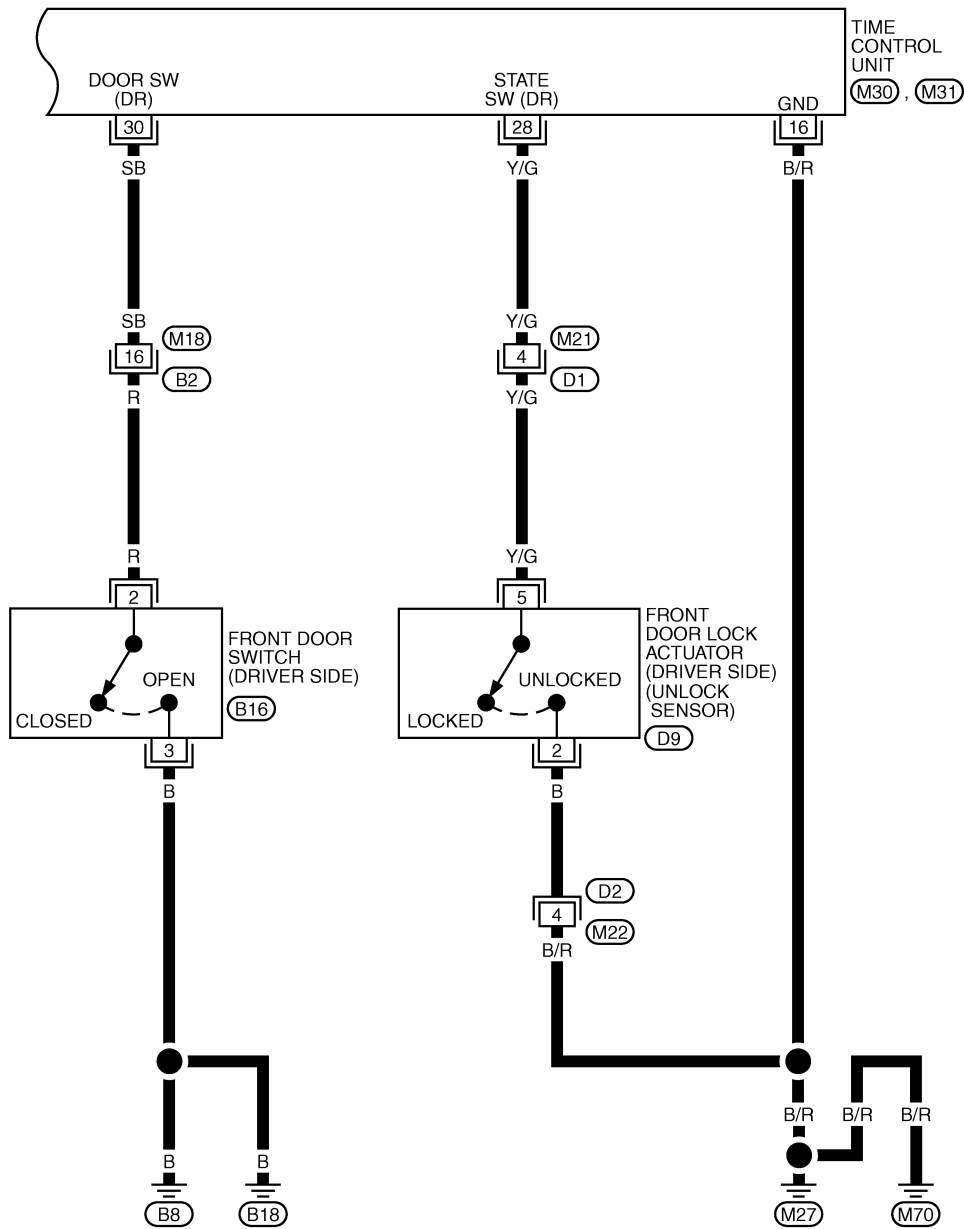 TIME
CONTROL
UNIT
M30 , M31
DOOR SW
(DR)
STATE
SW (DR)
GND
30
28
16
SB
Y/G
B/R
SB
Y/G
M18
M21
16
4
B2
D1
R
Y/G
R
Y/G
2
5
FRONT DOOR
SWITCH
(DRIVER SIDE)
B16
OPEN
CLOSED
FRONT
DOOR LOCK
ACTUATOR
(DRIVER SIDE)
(UNLOCK
SENSOR)
D9
UNLOCKED
LOCKED
3
2
B
B
D2
4
M22
B/R
B/R
B/R
B/R
B
B
B8
B18
M27
M70